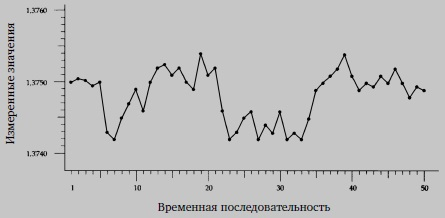 Измеренные значения
1,3760
1,3750
1,3740
1 10 20 30 40 50
Временная последовательность